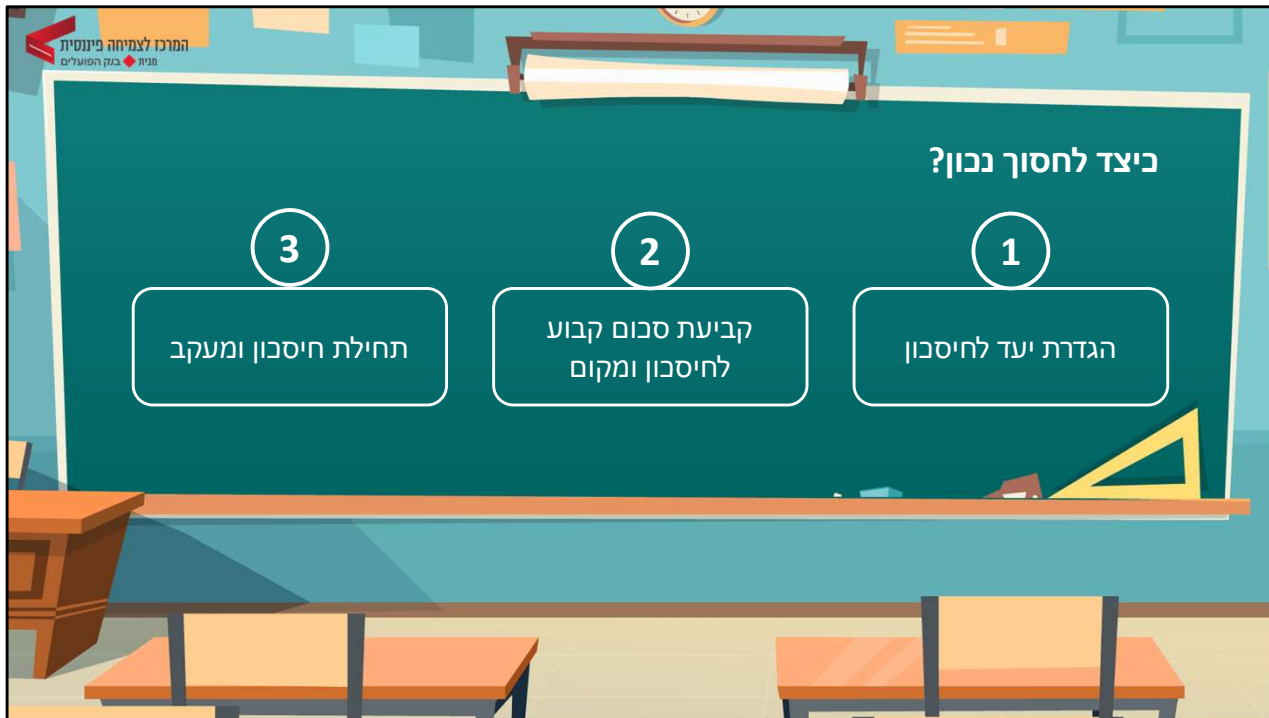 המרכז לצמיחה פיננסית
מבית ◆ בנק הפועלים
כיצד לחסוך נכון?
1
הגדרת יעד לחיסכון
2
קביעת סכום קבוע
לחיסכון ומקום
3
תחילת חיסכון ומעקב